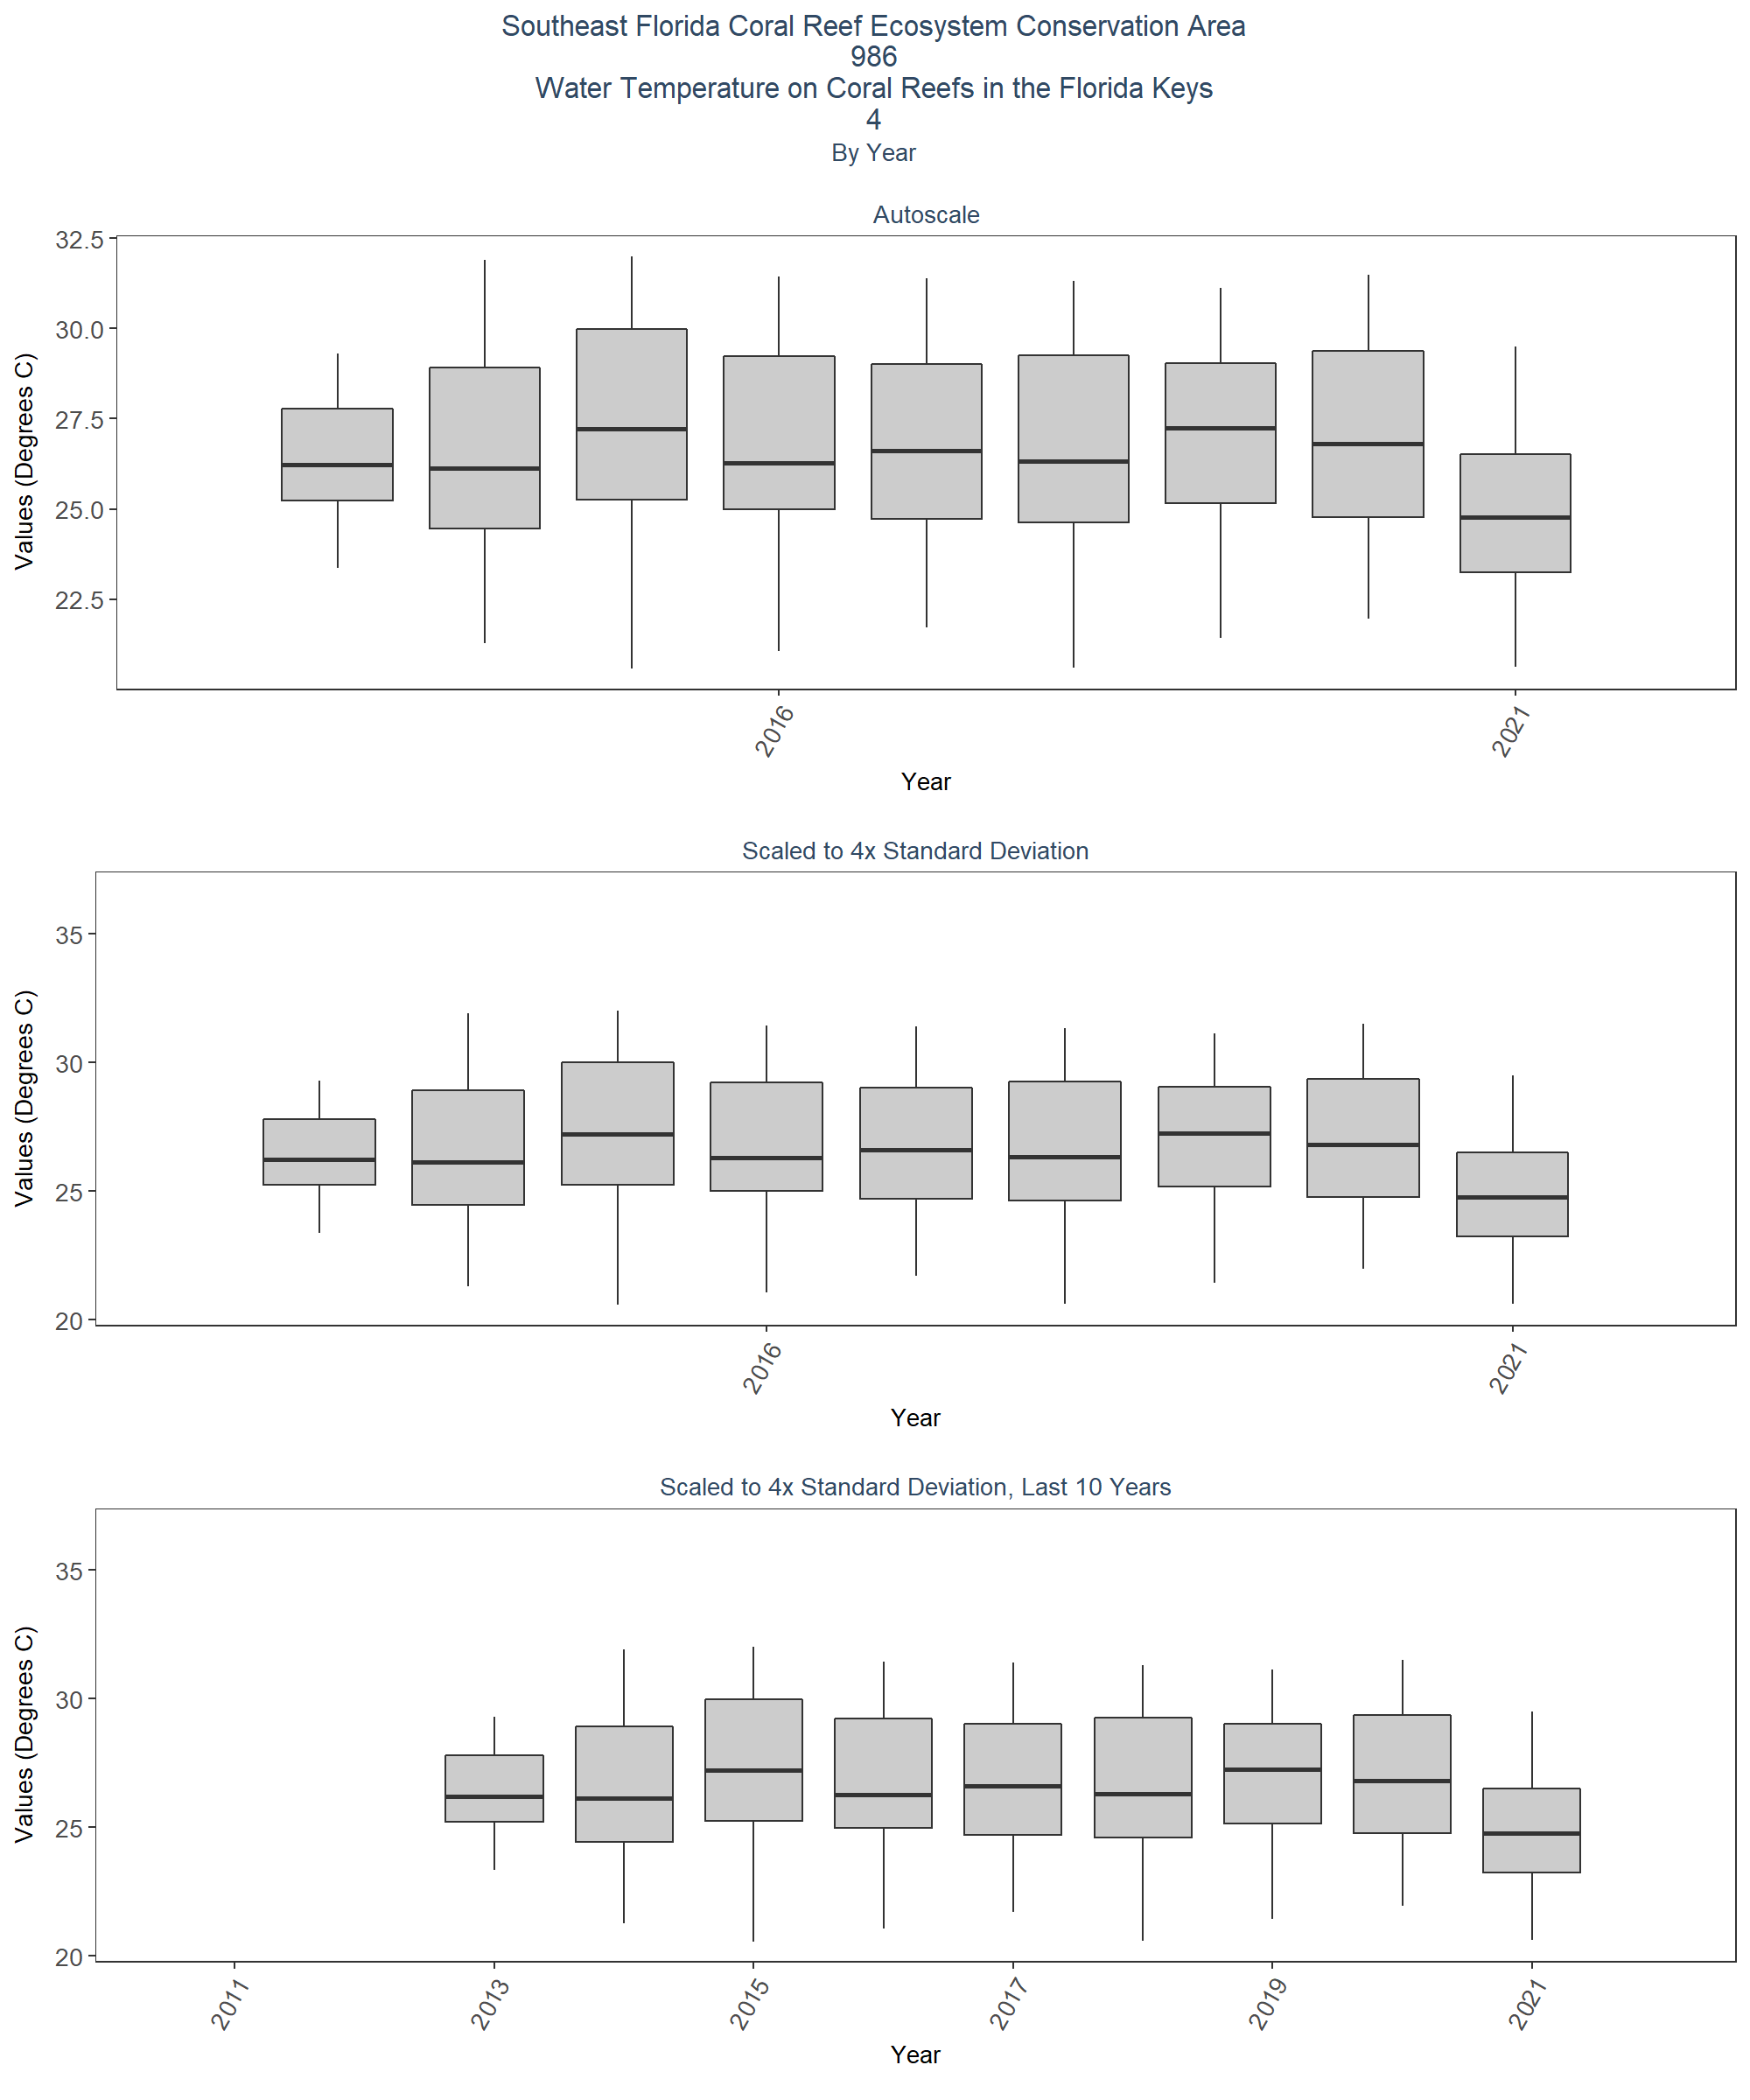 Southeast Florida Coral Reef Ecosystem Conservation Area
986
Water Temperature on Coral Reefs in the Florida Keys
4
By Year
Autoscale
Values (Degrees C)
32.5
30.0
27.5
25.0
22.5
2016
2021
Year
Scaled to 4x Standard Deviation
Values (Degrees C)
35
30
25
20
2016
2021
Year
Scaled to 4x Standard Deviation, Last 10 Years
Values (Degrees C)
35
30
25
20
2011
2013
2015
2017
2019
2021
Year